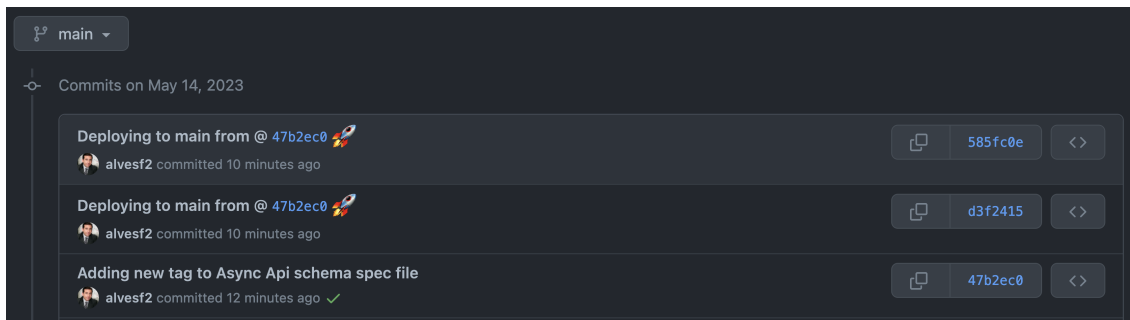 main
Commits on May 14, 2023
Deploying to main from @ 47b2ec0 🚀
585fc0e
alvesf2 committed 10 minutes ago
Deploying to main from @ 47b2ec0 🚀
d3f2415
alvesf2 committed 10 minutes ago
Adding new tag to Async Api schema spec file
47b2ec0
alvesf2 committed 12 minutes ago